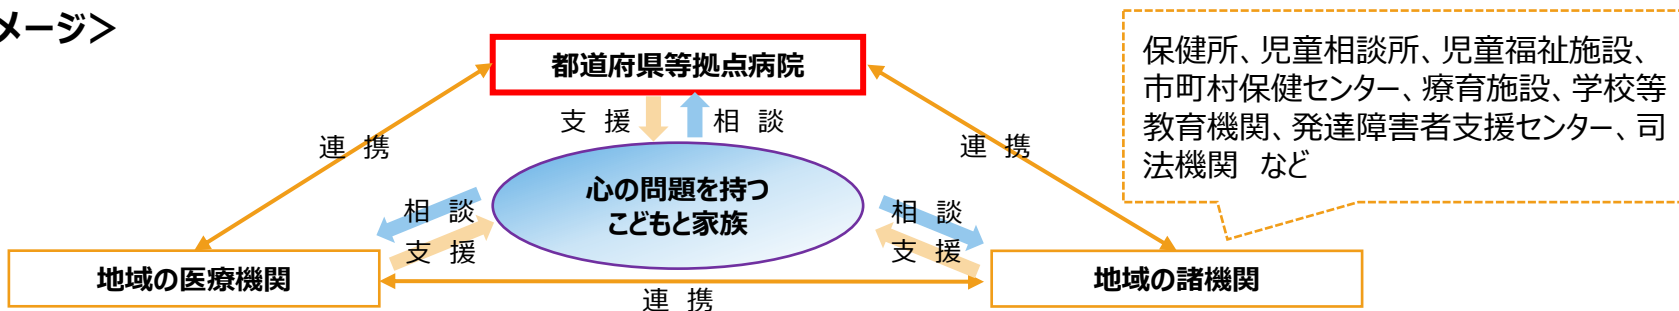 メージ＞
都道府県等拠点病院
保健所、児童相談所、児童福祉施設、
市町村保健センター、療育施設、学校等
教育機関、発達障害者支援センター、司
法機関　など
支 援
相 談
連 携
連 携
心の問題を持つ
こどもと家族
相 談
支 援
相 談
支 援
地域の医療機関
地域の諸機関
連 携